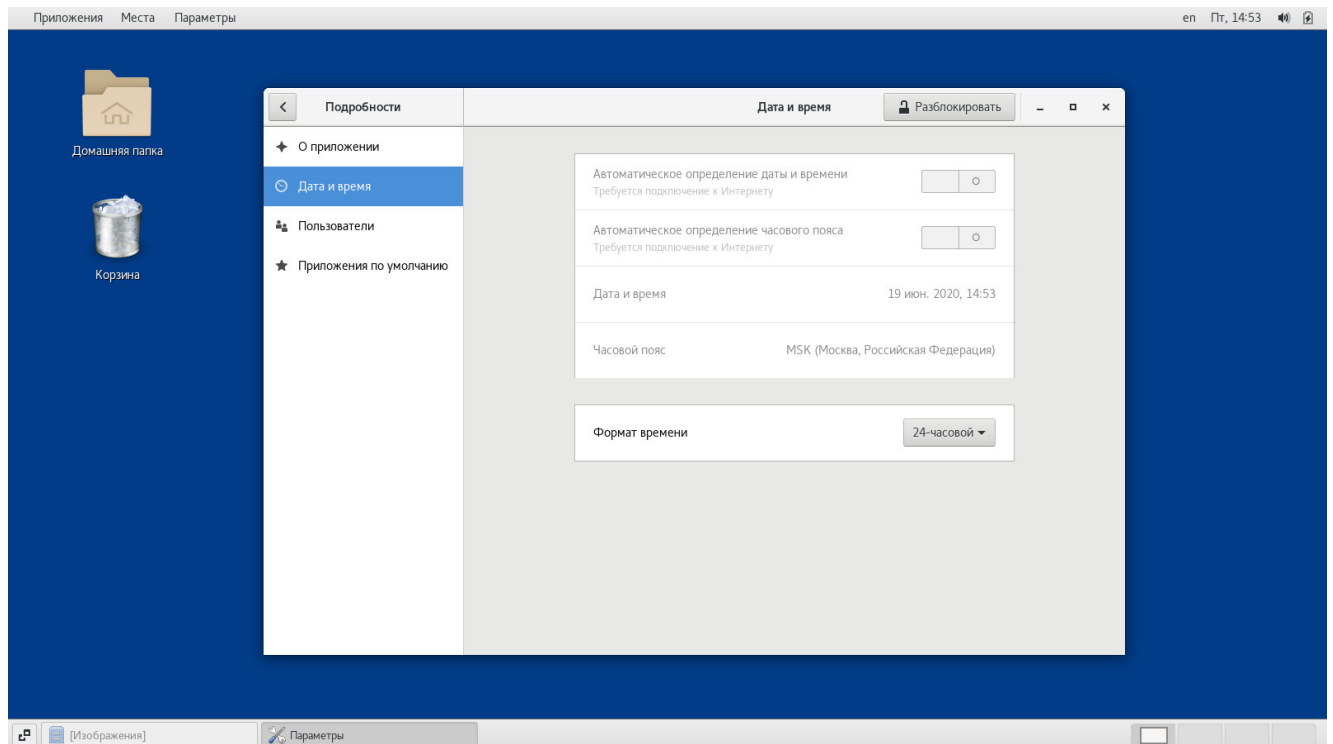 Приложения Места Параметры
en Пт, 14:53
Домашняя папка
Корзина
Подробности
Дата и время
Разблокировать
О приложении
Дата и время
Пользователи
Приложения по умолчанию
Автоматическое определение даты и времени
Требуется подключение к Интернету
Автоматическое определение часового пояса
Требуется подключение к Интернету
Дата и время 19 июн. 2020, 14:53
Часовой пояс MSK (Москва, Российская Федерация)
Формат времени 24-часовой
[Изображения] Параметры